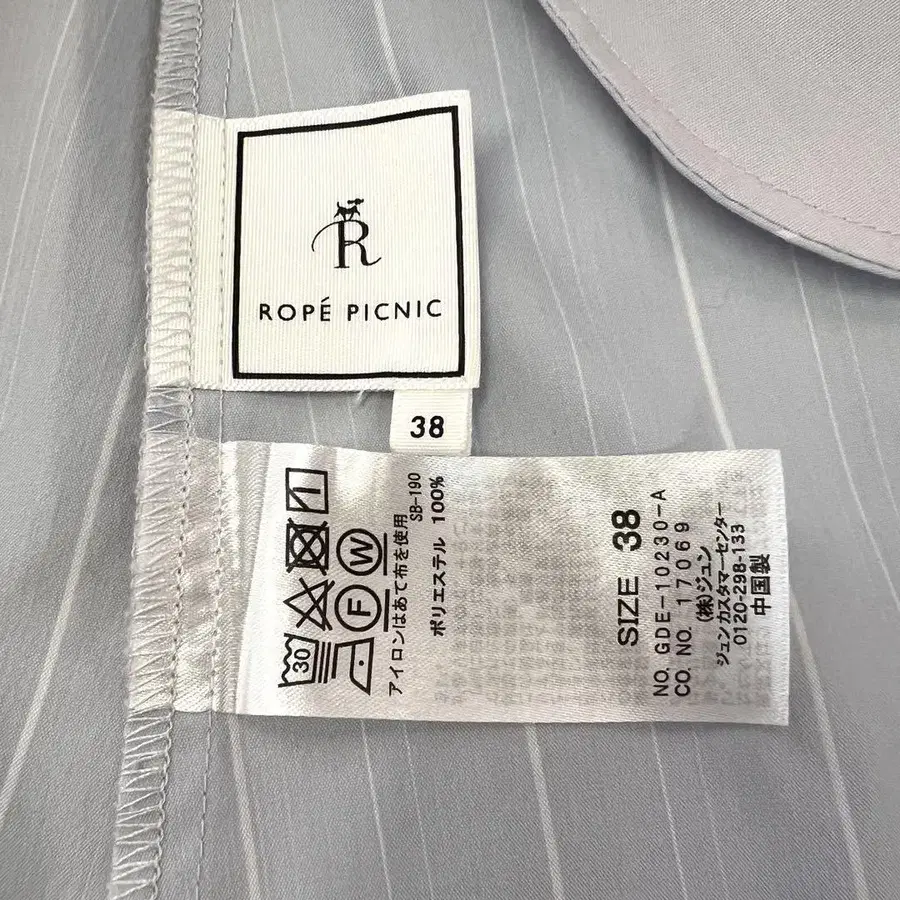 R
ROPÉ PICNIC
38
30
W
F
アイロンはあて布を使用
SB-190
ポリエステル 100%
SIZE 38
NO. GDE-10230-A
CO. NO. 17069
(株)ジュン
ジュンカスタマーセンター
0120-298-133
中国製